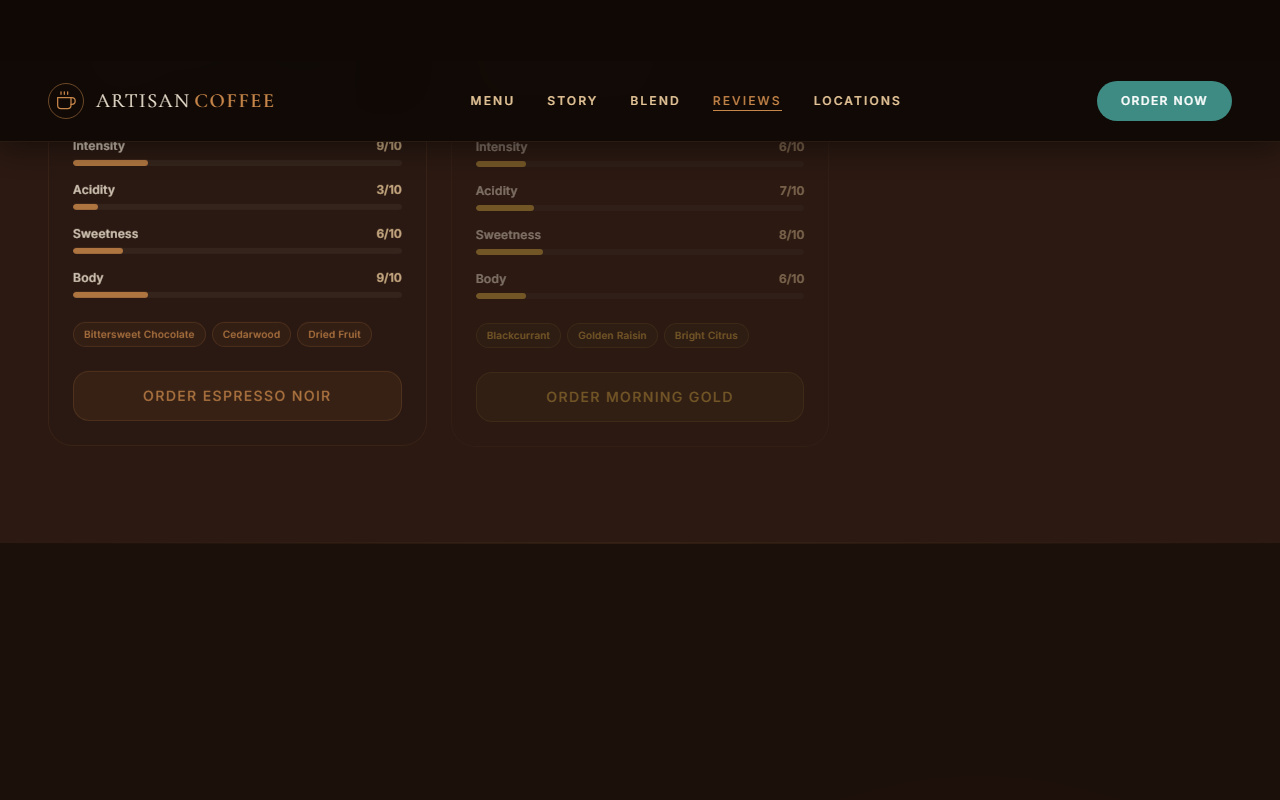 ARTISAN COFFEE
MENU STORY BLEND REVIEWS LOCATIONS
ORDER NOW
Intensity 9/10
Acidity 3/10
Sweetness 6/10
Body 9/10
Bittersweet Chocolate Cedarwood Dried Fruit
ORDER ESPRESSO NOIR
Intensity 6/10
Acidity 7/10
Sweetness 8/10
Body 6/10
Blackcurrant Golden Raisin Bright Citrus
ORDER MORNING GOLD